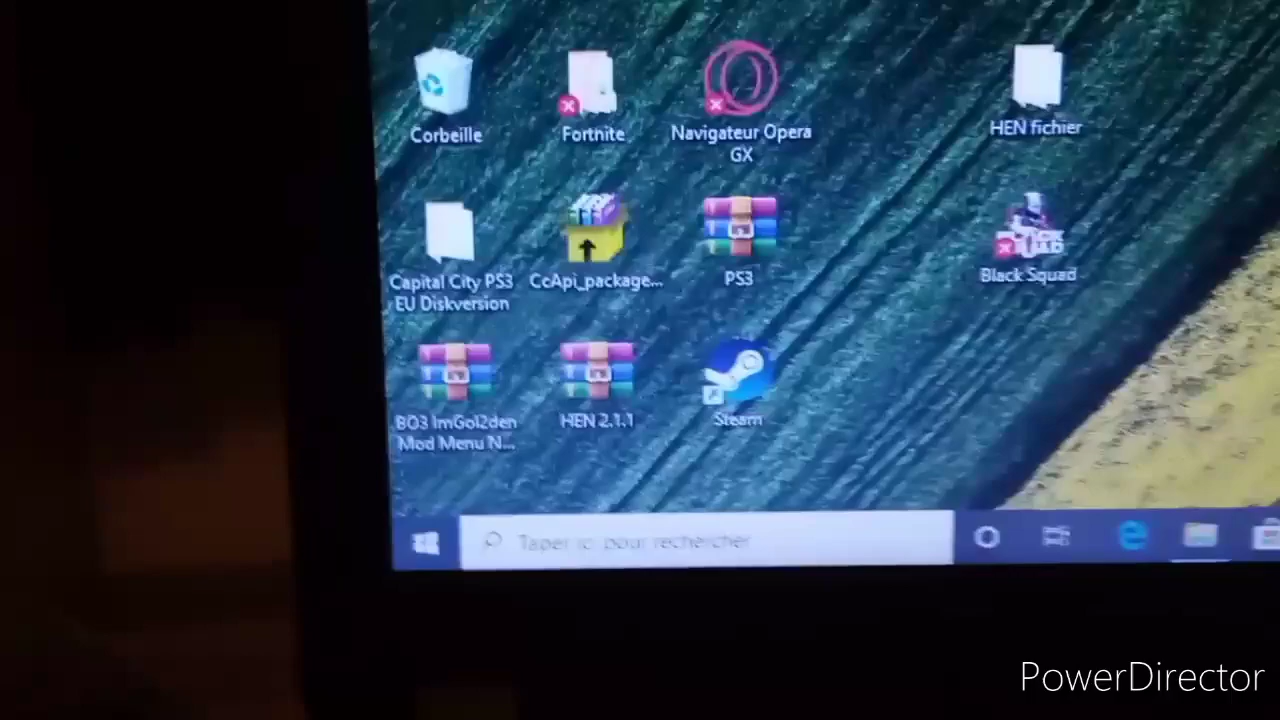 Corbeille
Fortnite
Navigateur Opera
GX
HEN fichier
Capital City PS3
EU Diskversion
CcApi_package...
PS3
Black Squad
BO3 ImGol2den
Mod Menu N...
HEN 2.1.1
Steam
Taper ici pour rechercher
PowerDirector